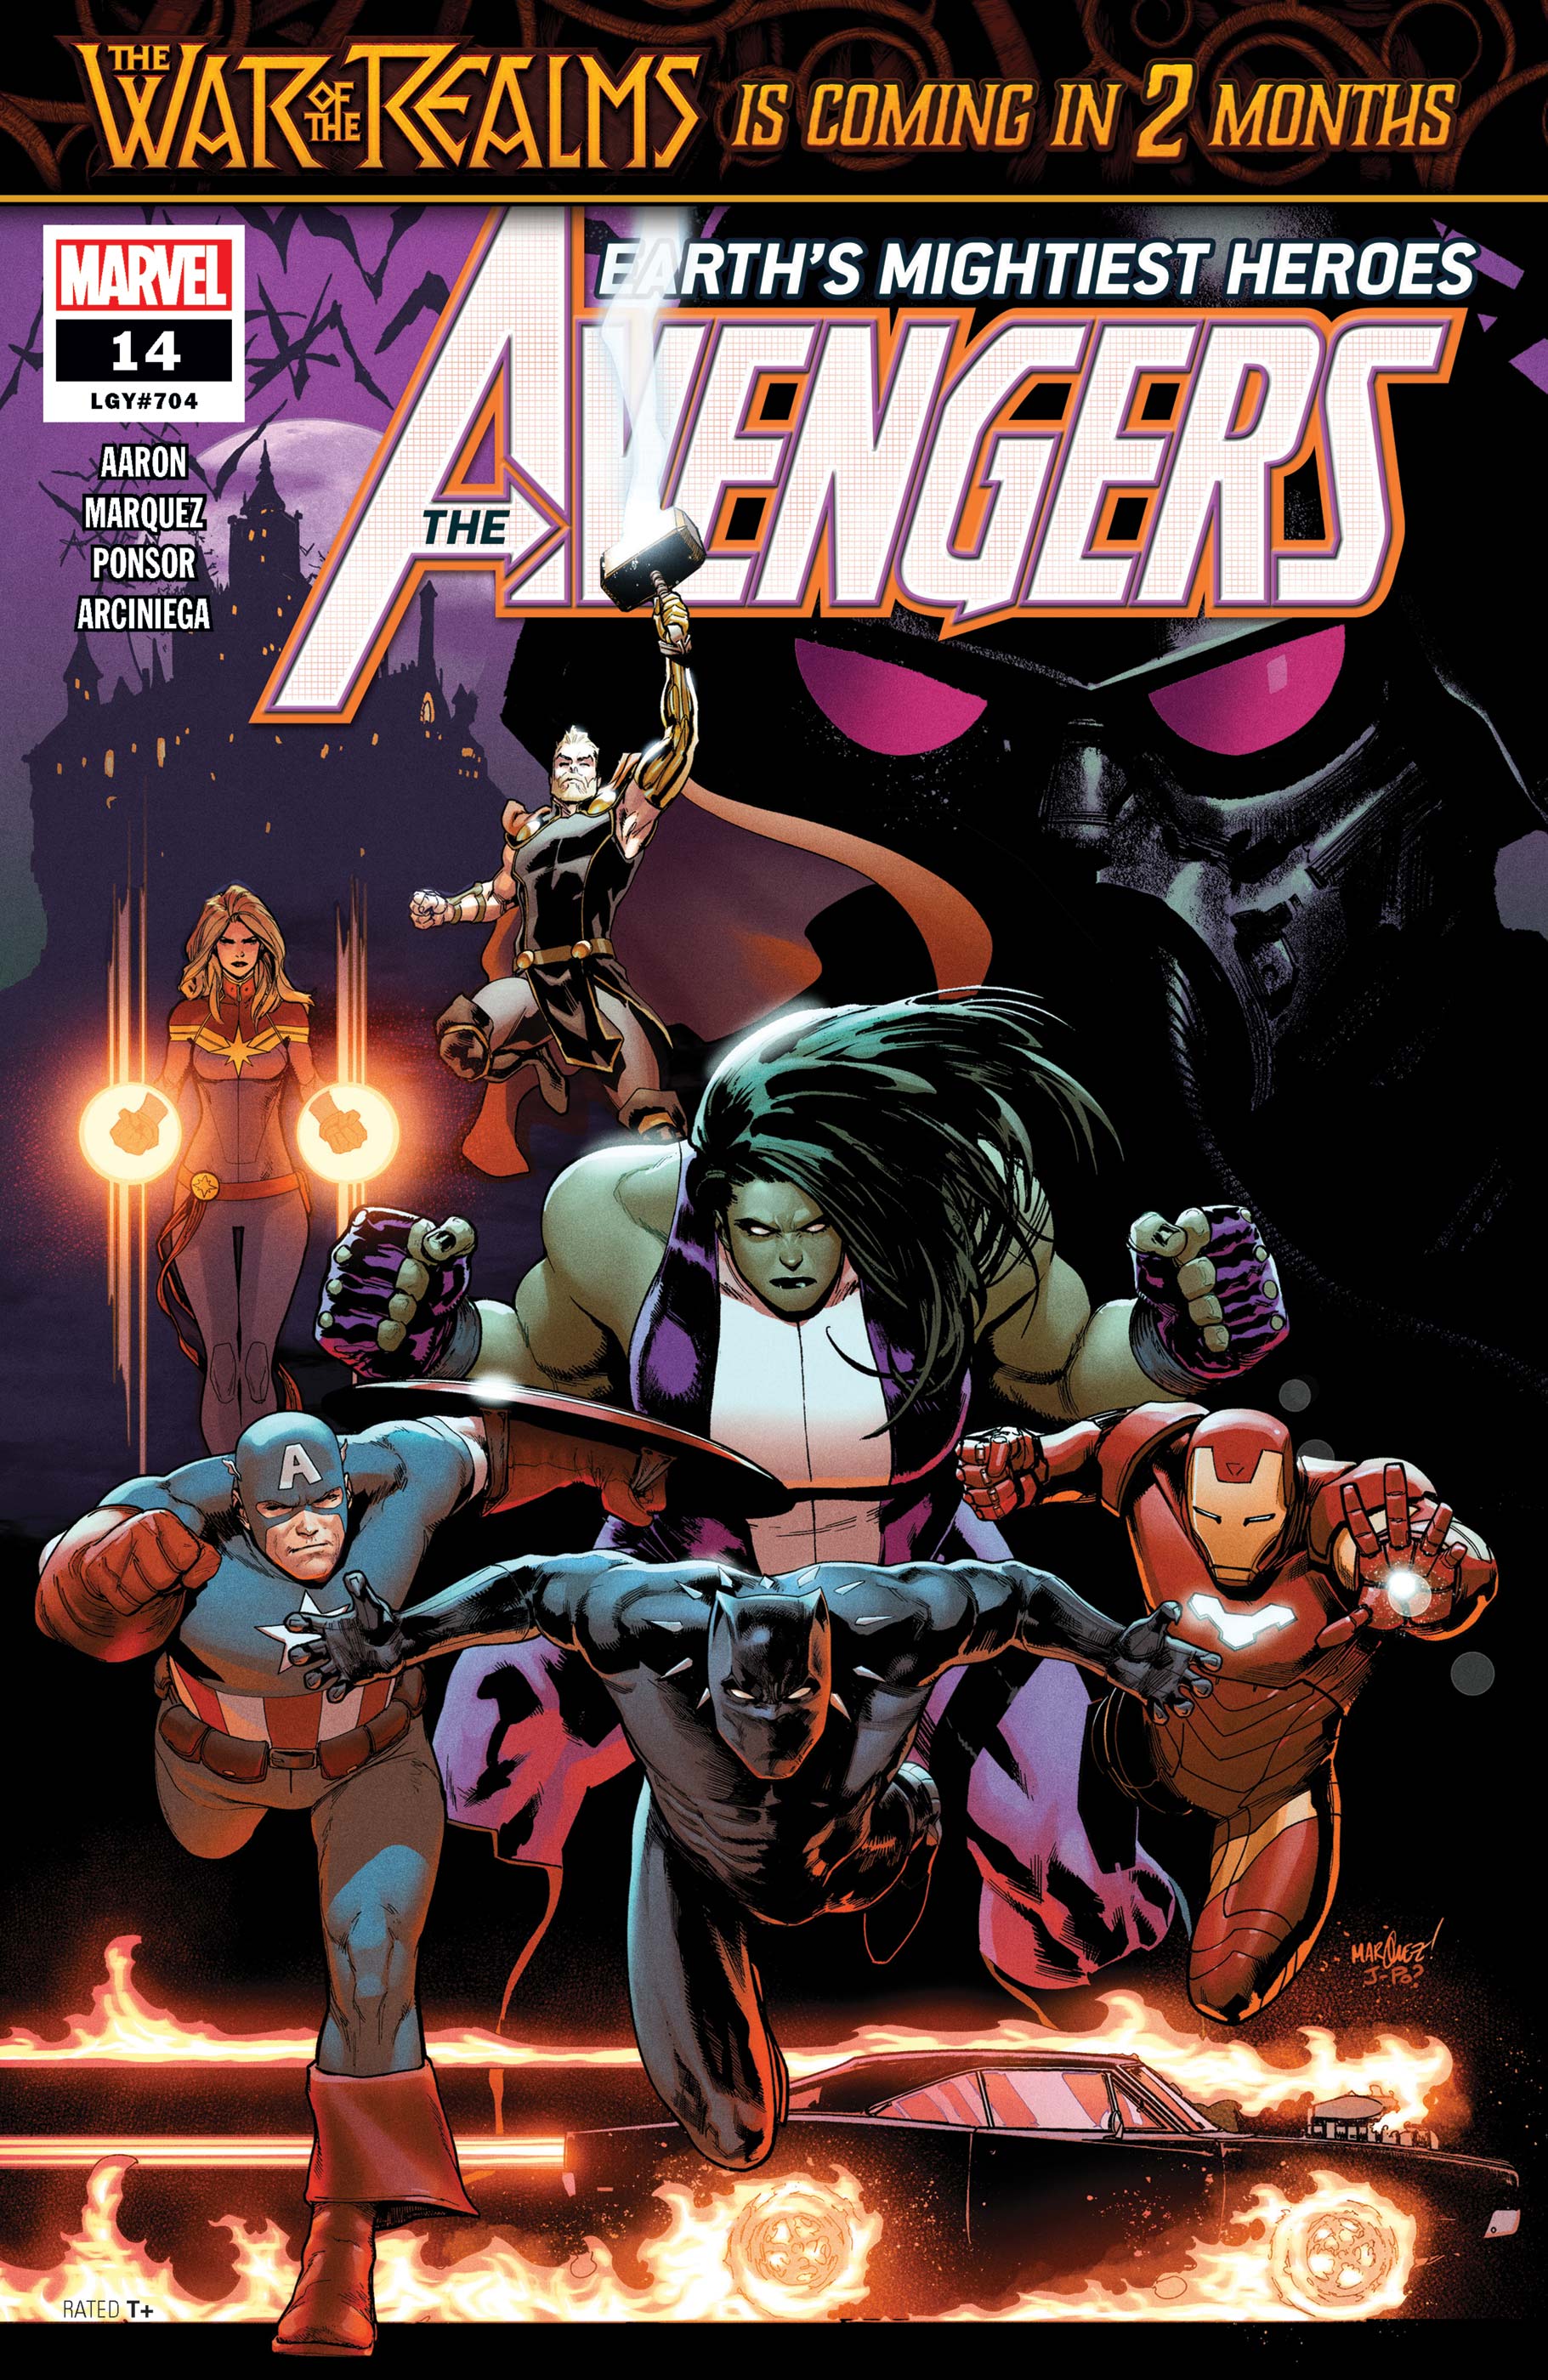 THE WAR OF THE REALMS IS COMING IN 2 MONTHS
MARVEL
14
LGY#704
AARON
MARQUEZ
PONSOR
ARCINIEGA
EARTH'S MIGHTIEST HEROES
THE AVENGERS
A
MARQUEZ!
J-Po?
RATED T+